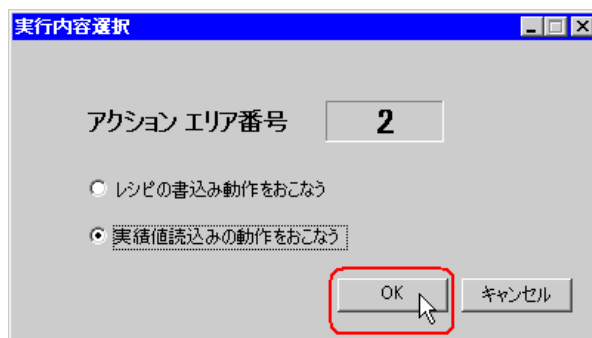 実行内容選択
アクション エリア番号 2
レシピの書込み動作をおこなう
実績値読込みの動作をおこなう
OK キャンセル